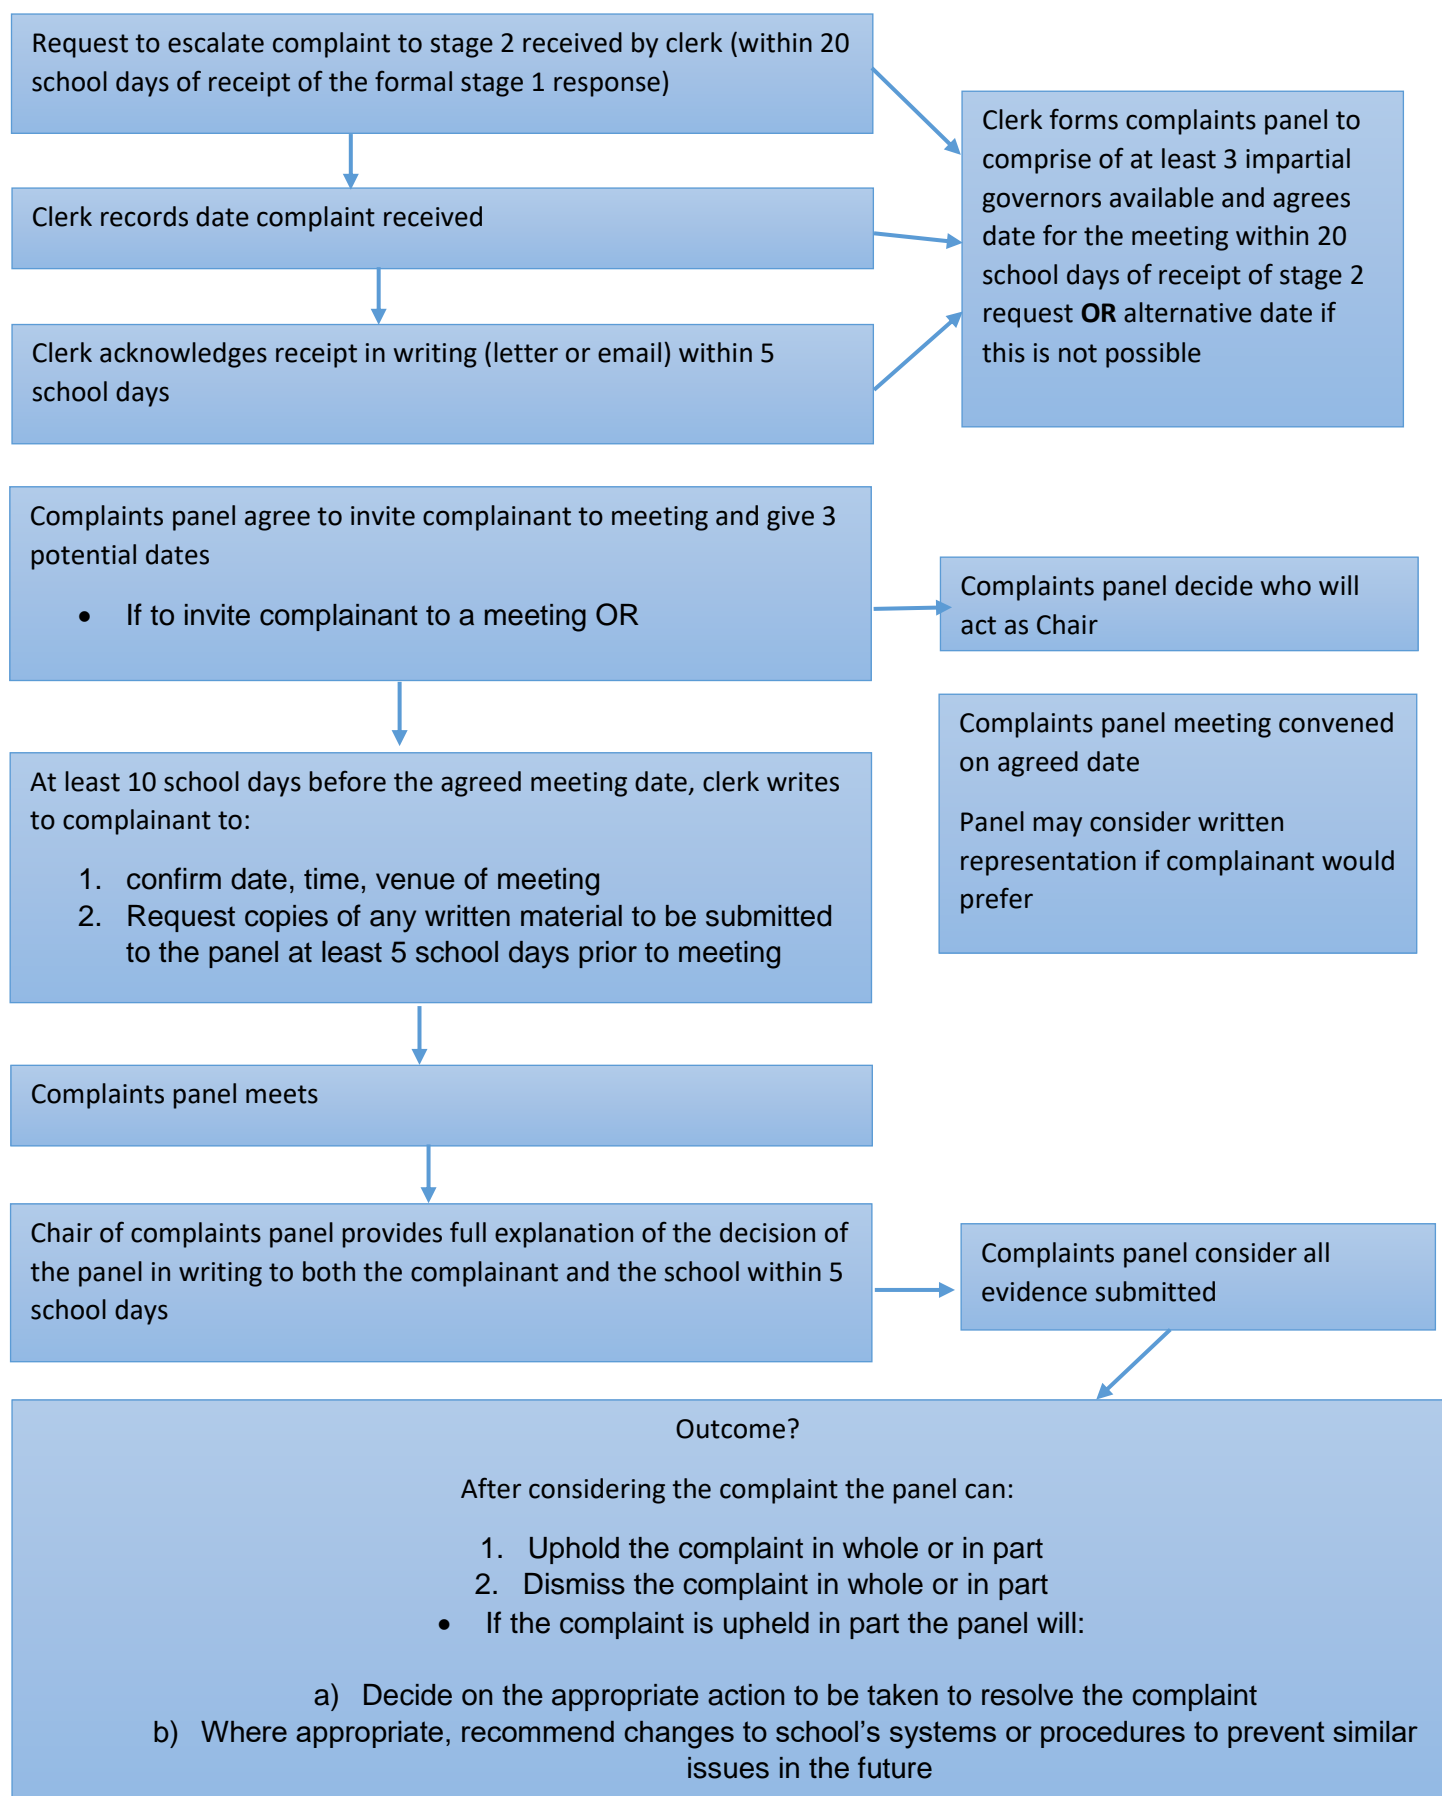 Request to escalate complaint to stage 2 received by clerk (within 20
school days of receipt of the formal stage 1 response)
Clerk records date complaint received
Clerk acknowledges receipt in writing (letter or email) within 5
school days
Clerk forms complaints panel to
comprise of at least 3 impartial
governors available and agrees
date for the meeting within 20
school days of receipt of stage 2
request OR alternative date if
this is not possible
Complaints panel agree to invite complainant to meeting and give 3
potential dates
• If to invite complainant to a meeting OR
Complaints panel decide who will
act as Chair
Complaints panel meeting convened
on agreed date
Panel may consider written
representation if complainant would
prefer
At least 10 school days before the agreed meeting date, clerk writes
to complainant to:
1. confirm date, time, venue of meeting
2. Request copies of any written material to be submitted
to the panel at least 5 school days prior to meeting
Complaints panel meets
Chair of complaints panel provides full explanation of the decision of
the panel in writing to both the complainant and the school within 5
school days
Complaints panel consider all
evidence submitted
Outcome?
After considering the complaint the panel can:
1. Uphold the complaint in whole or in part
2. Dismiss the complaint in whole or in part
• If the complaint is upheld in part the panel will:
a) Decide on the appropriate action to be taken to resolve the complaint
b) Where appropriate, recommend changes to school’s systems or procedures to prevent similar
issues in the future